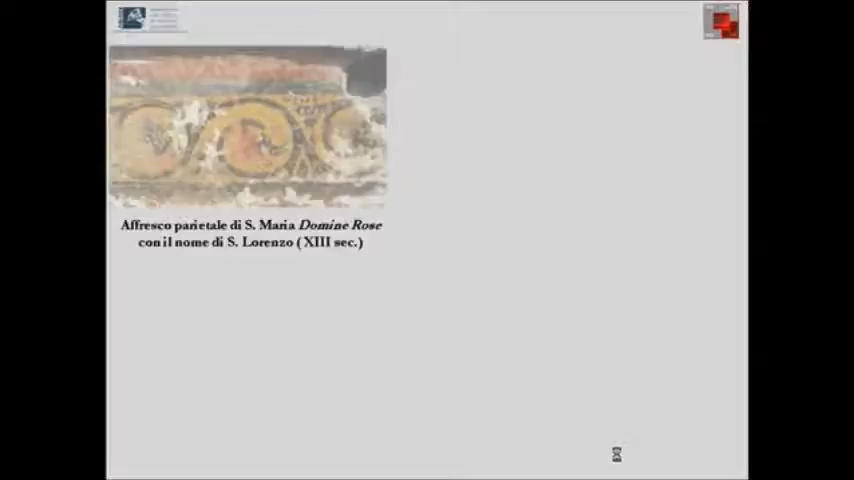 Affresco parietale di S. Maria Domine Rose
con il nome di S. Lorenzo ( XIII sec.)